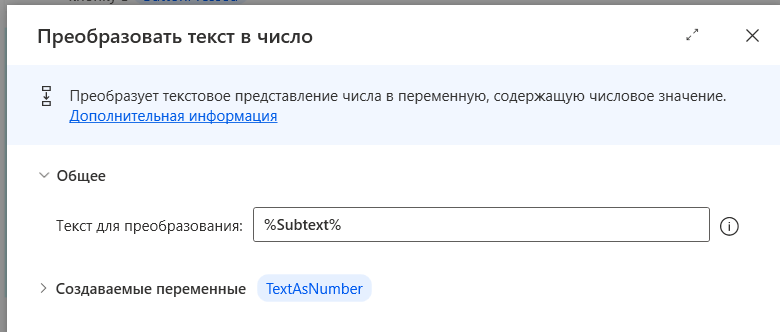 Преобразовать текст в число
Преобразует текстовое представление числа в переменную, содержащую числовое значение.
Дополнительная информация
Общее
Текст для преобразования: %Subtext%
Создаваемые переменные TextAsNumber